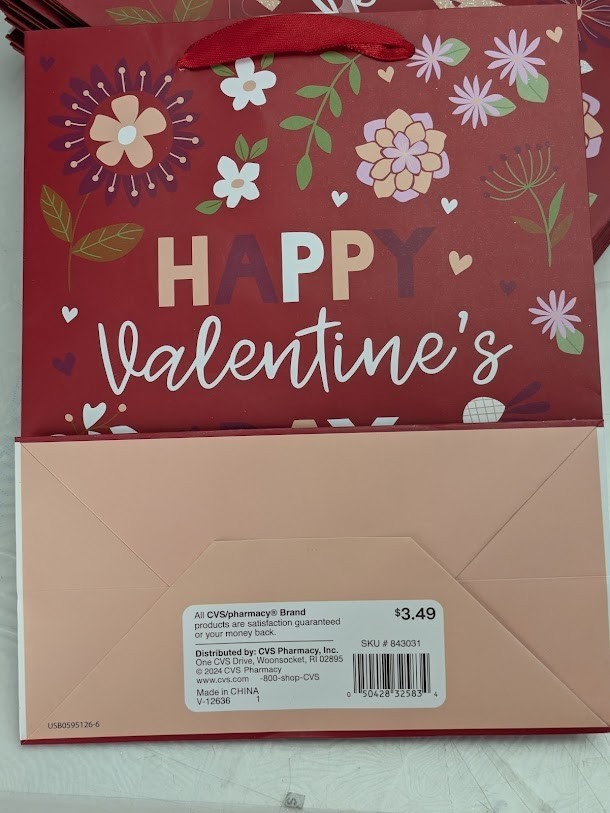 HAPPY
Valentine's
DAY
All CVS/pharmacy® Brand
products are satisfaction guaranteed
or your money back.
Distributed by: CVS Pharmacy, Inc.
One CVS Drive, Woonsocket, RI 02895
© 2024 CVS Pharmacy
www.cvs.com -800-shop-CVS
Made in CHINA
V-12636 1
$3.49
SKU # 843031
0 50428 32583 4
USB0595126-6